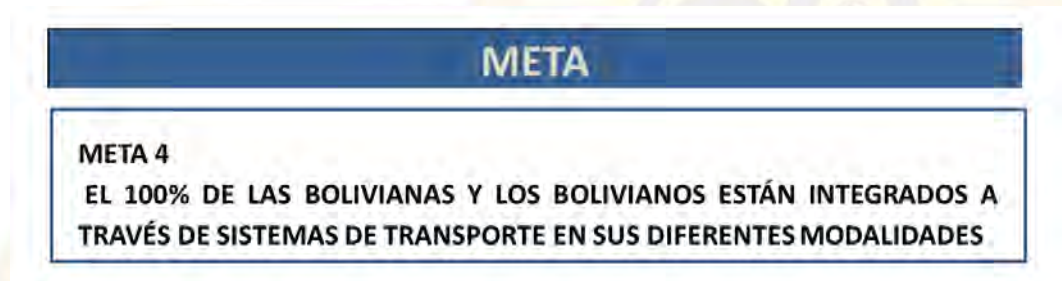 META
META 4
EL 100% DE LAS BOLIVIANAS Y LOS BOLIVIANOS ESTÁN INTEGRADOS A
TRAVÉS DE SISTEMAS DE TRANSPORTE EN SUS DIFERENTES MODALIDADES